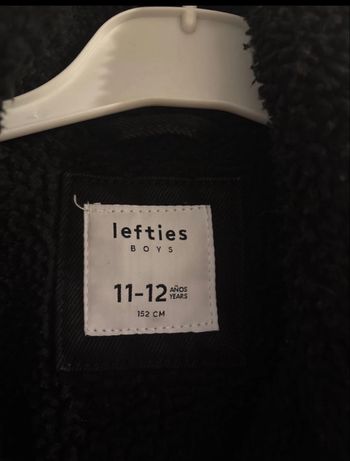 lefties
BOYS
11-12 AÑOS
YEARS
152 CM